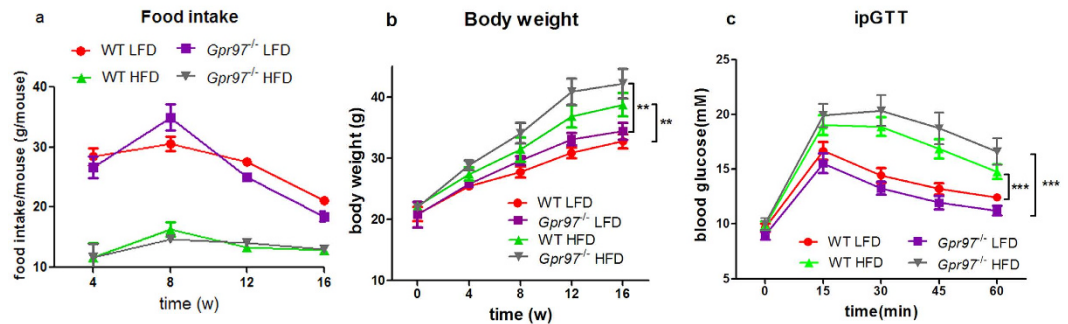 a
Food intake
WT LFD
Gpr97-/- LFD
WT HFD
Gpr97-/- HFD
food intake/mouse (g/mouse)
40
30
20
10
4
8
12
16
time (w)
b
Body weight
body weight (g)
40
30
20
10
**
**
WT LFD
Gpr97-/- LFD
WT HFD
Gpr97-/- HFD
0
4
8
12
16
time (w)
c
ipGTT
blood glucose(mM)
25
20
15
10
5
***
***
WT LFD
Gpr97-/- LFD
WT HFD
Gpr97-/- HFD
0
15
30
45
60
time(min)